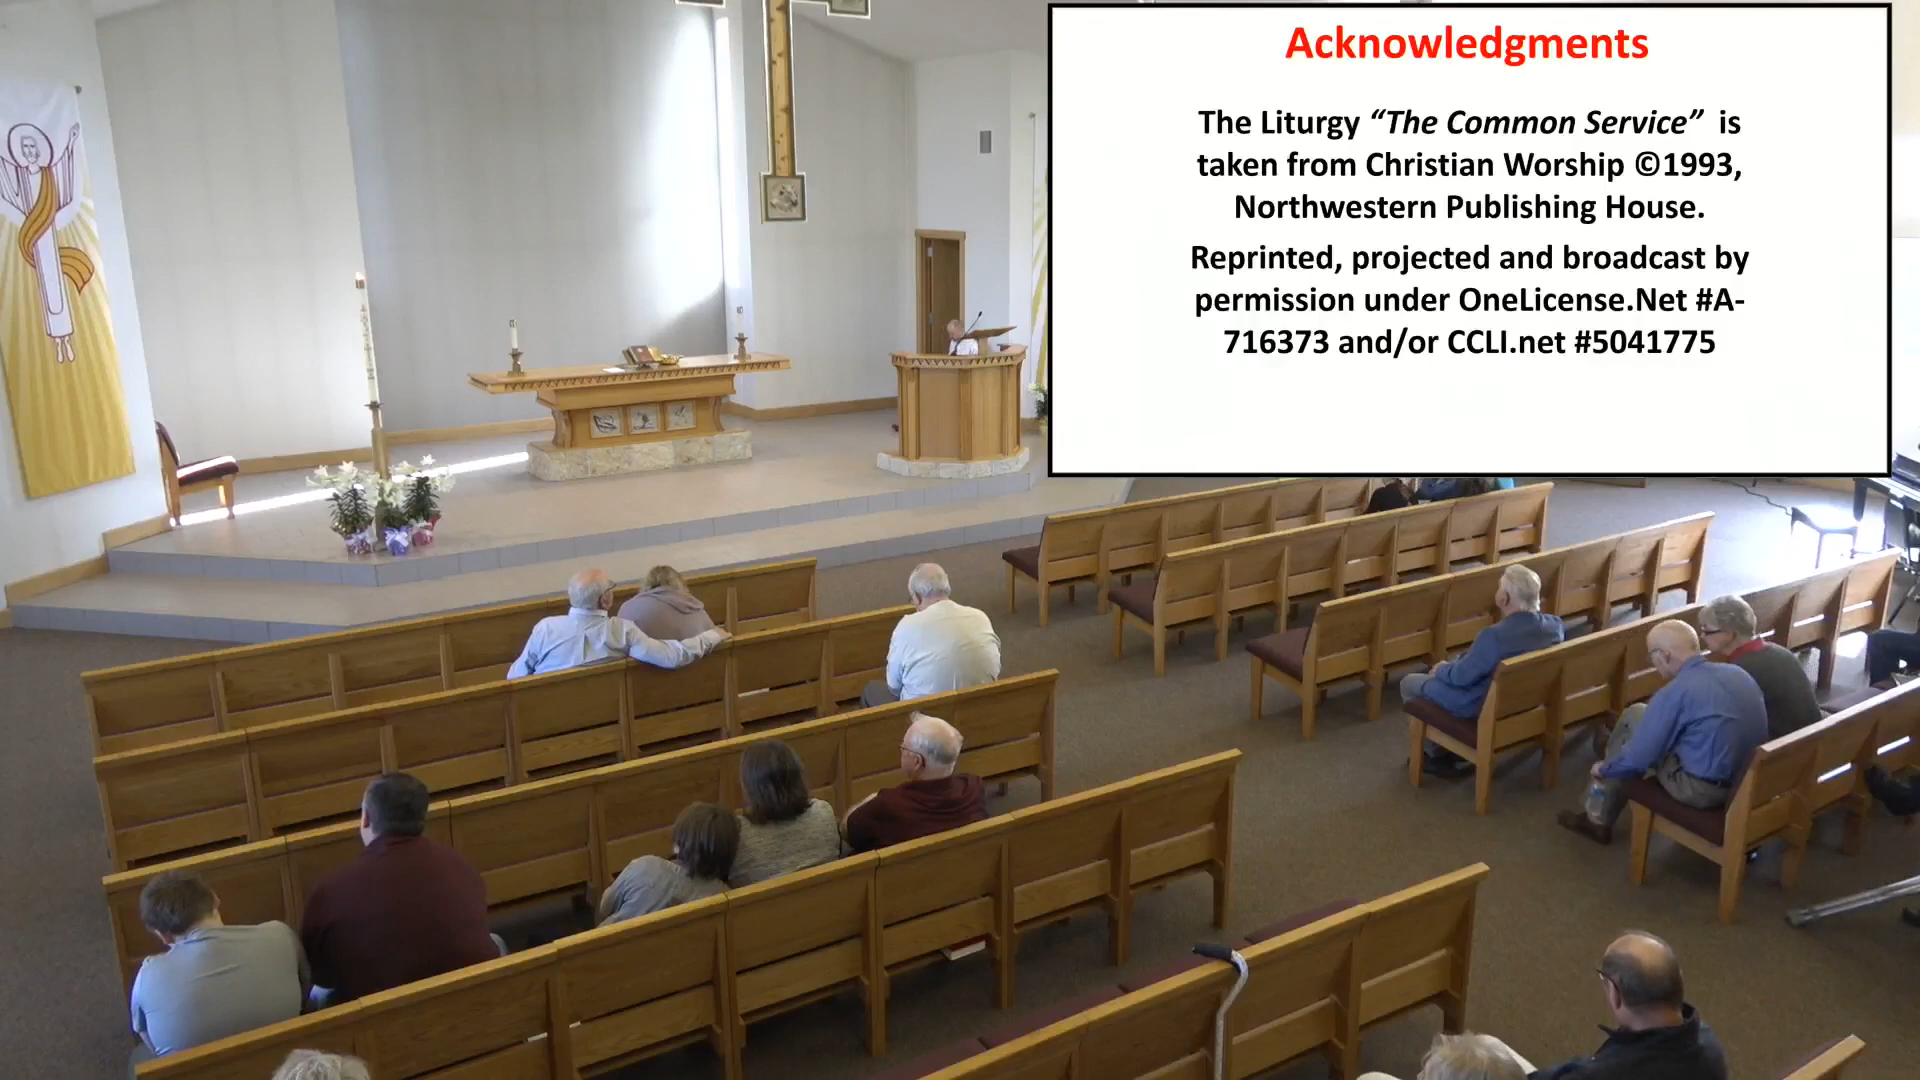 Acknowledgments
The Liturgy “The Common Service” is
taken from Christian Worship ©1993,
Northwestern Publishing House.
Reprinted, projected and broadcast by
permission under OneLicense.Net #A-
716373 and/or CCLI.net #5041775